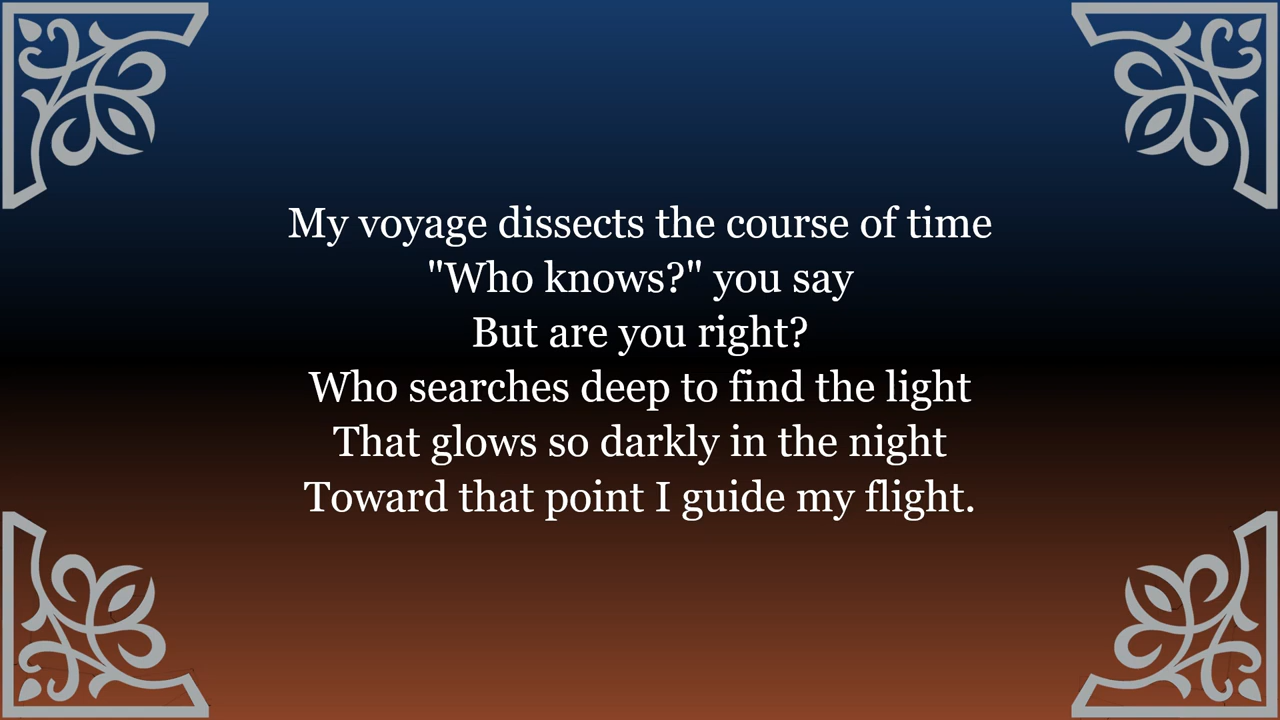 My voyage dissects the course of time
"Who knows?" you say
But are you right?
Who searches deep to find the light
That glows so darkly in the night
Toward that point I guide my flight.